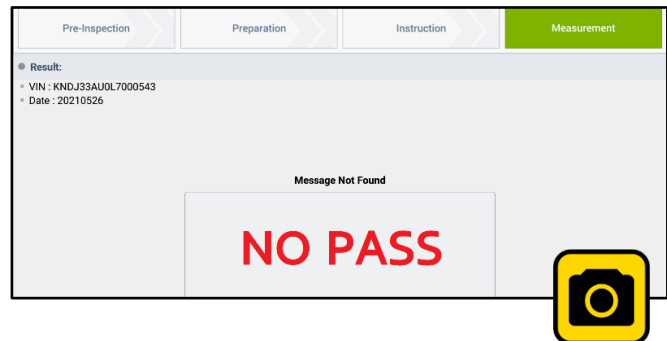 Pre-Inspection
Preparation
Instruction
Measurement
Result:
VIN : KNDJ33AU0L7000543
Date : 20210526
Message Not Found
NO PASS